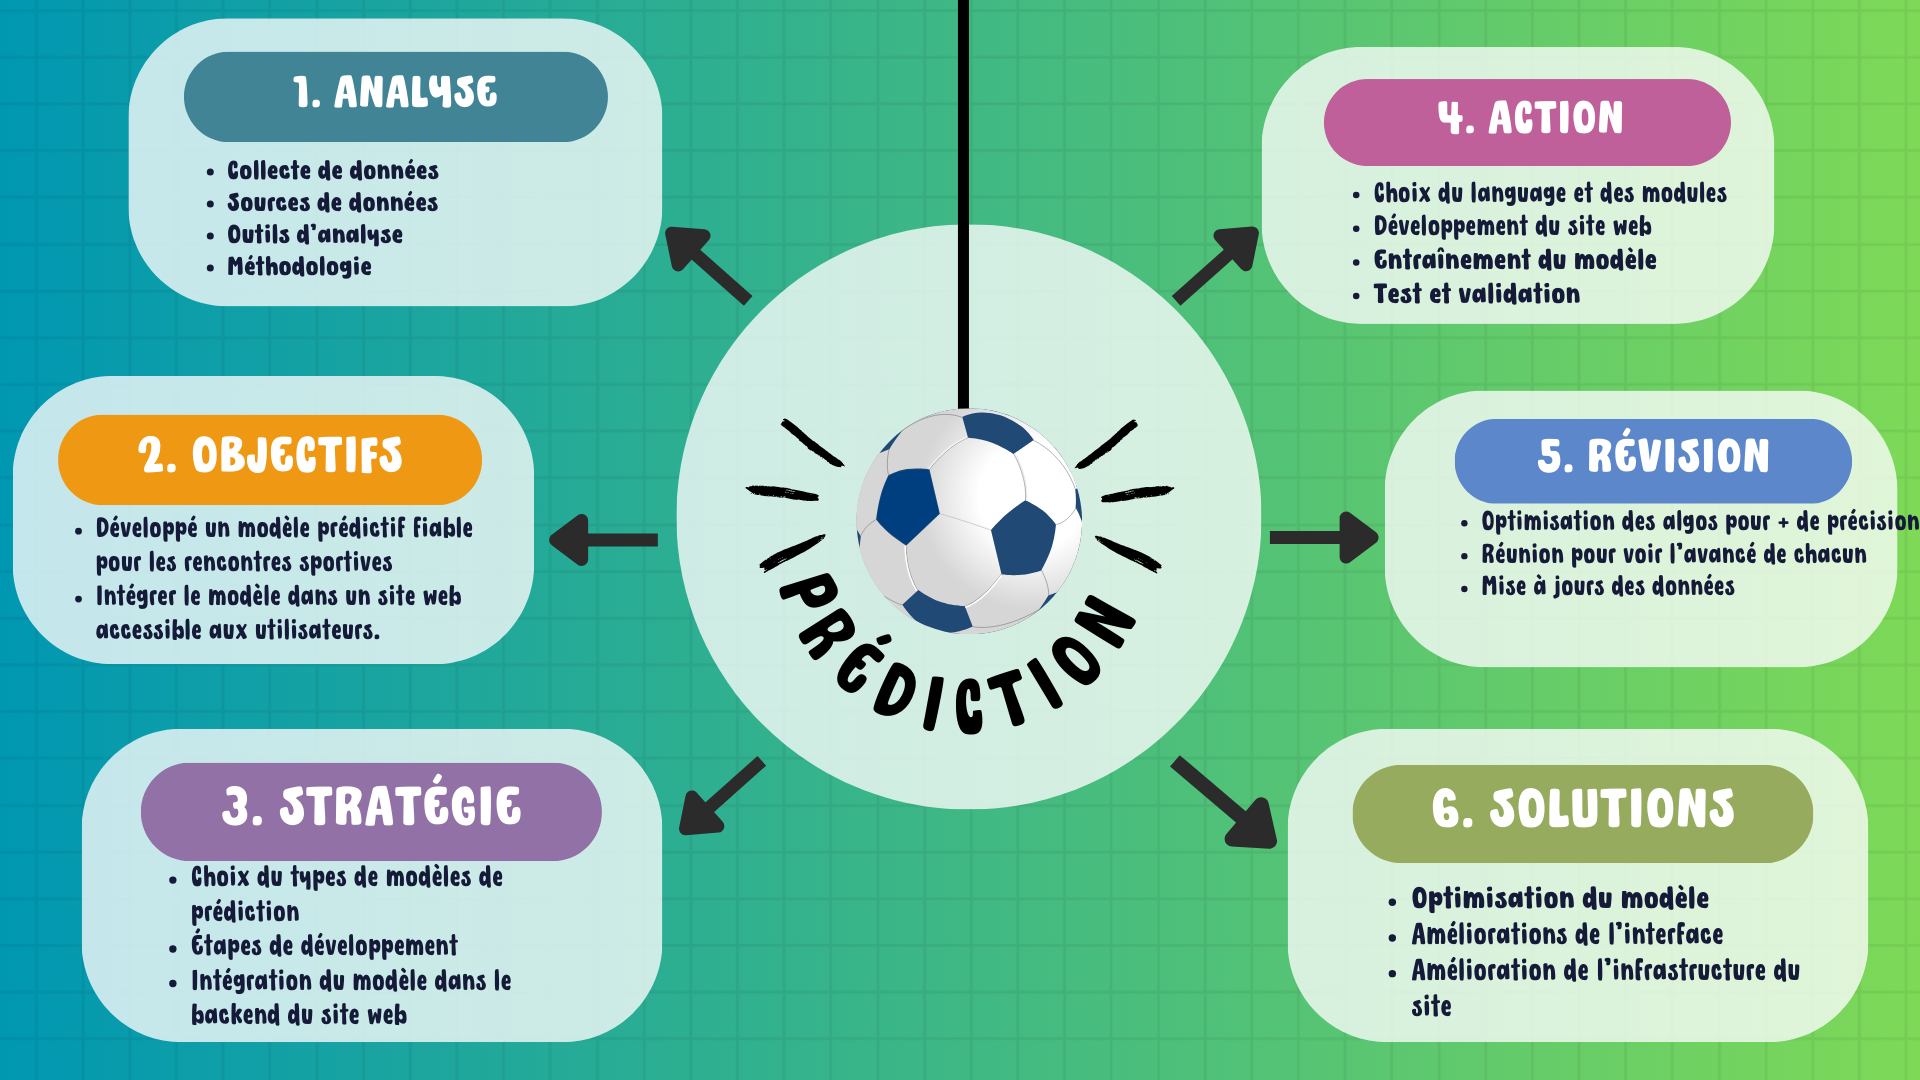 1. ANALYSE
• Collecte de données
• Sources de données
• Outils d'analyse
• Méthodologie
2. OBJECTIFS
• Développé un modèle prédictif fiable
pour les rencontres sportives
• Intégrer le modèle dans un site web
accessible aux utilisateurs.
3. STRATÉGIE
• Choix du types de modèles de
prédiction
• Étapes de développement
• Intégration du modèle dans le
backend du site web
PRÉDICTION
4. ACTION
• Choix du language et des modules
• Développement du site web
• Entraînement du modèle
• Test et validation
5. RÉVISION
• Optimisation des algos pour + de précision
• Réunion pour voir l'avancé de chacun
• Mise à jours des données
6. SOLUTIONS
• Optimisation du modèle
• Améliorations de l'interface
• Amélioration de l'infrastructure du
site